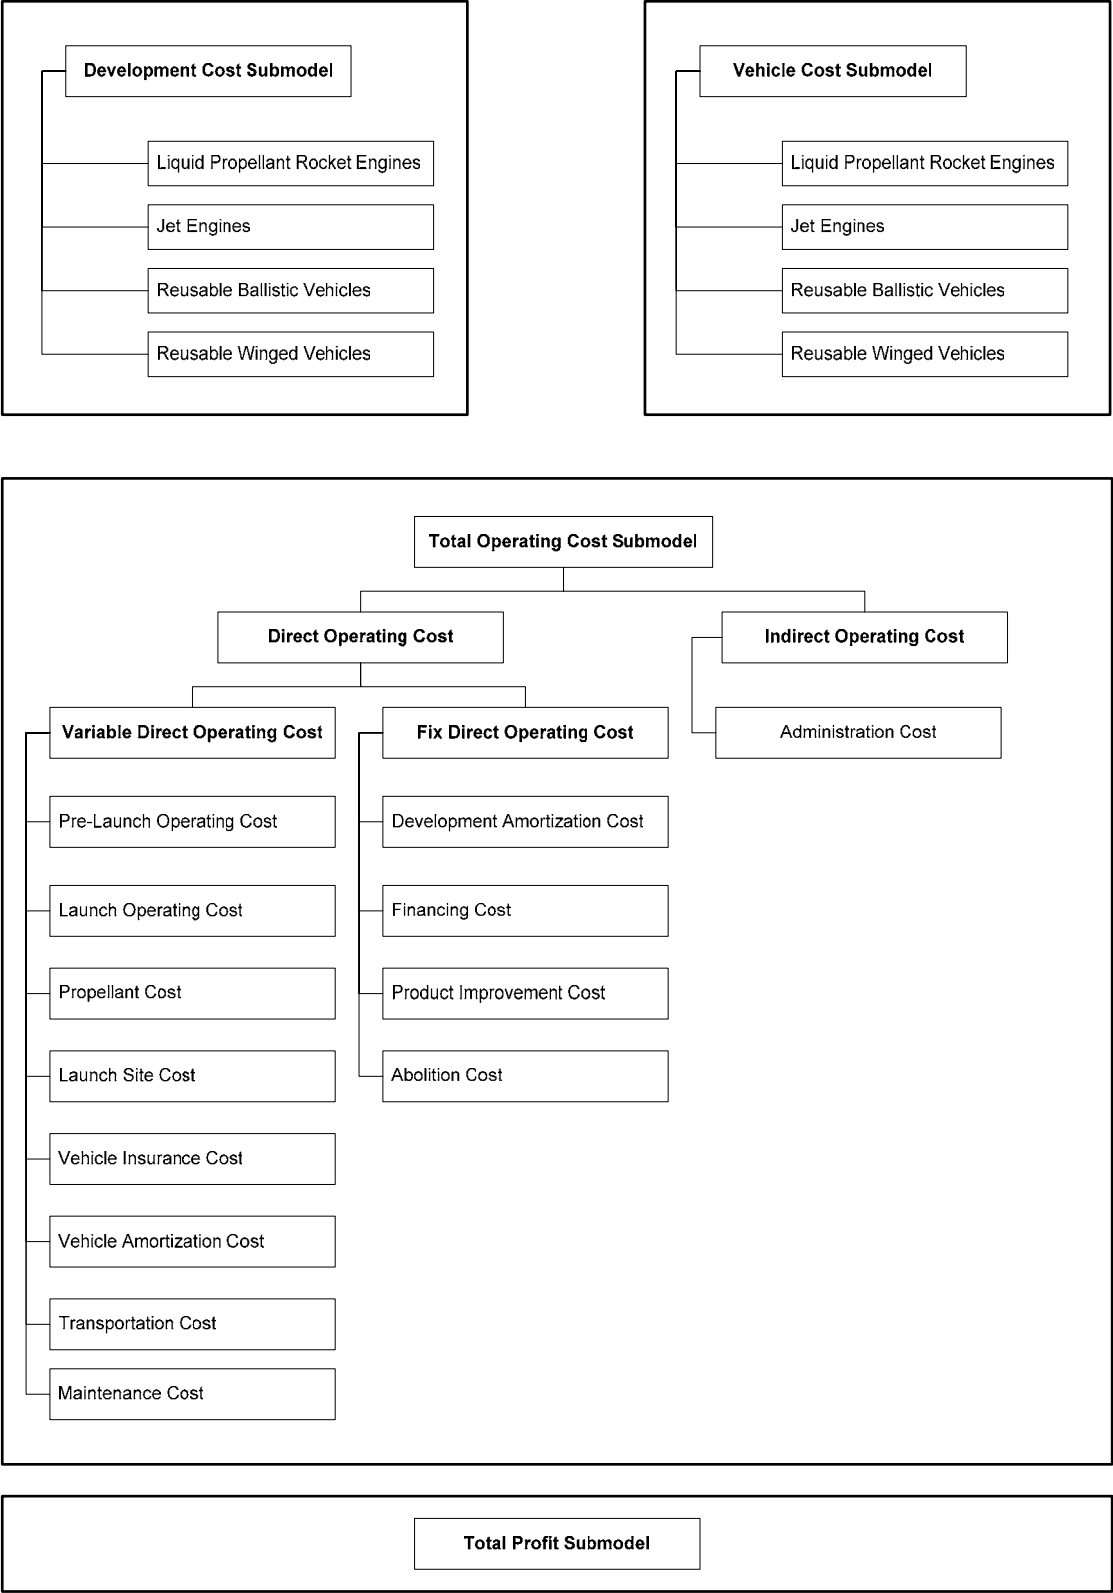 Development Cost Submodel
Liquid Propellant Rocket Engines
Jet Engines
Reusable Ballistic Vehicles
Reusable Winged Vehicles
Vehicle Cost Submodel
Liquid Propellant Rocket Engines
Jet Engines
Reusable Ballistic Vehicles
Reusable Winged Vehicles
Total Operating Cost Submodel
Direct Operating Cost
Variable Direct Operating Cost
Pre-Launch Operating Cost
Launch Operating Cost
Propellant Cost
Launch Site Cost
Vehicle Insurance Cost
Vehicle Amortization Cost
Transportation Cost
Maintenance Cost
Fix Direct Operating Cost
Development Amortization Cost
Financing Cost
Product Improvement Cost
Abolition Cost
Indirect Operating Cost
Administration Cost
Total Profit Submodel